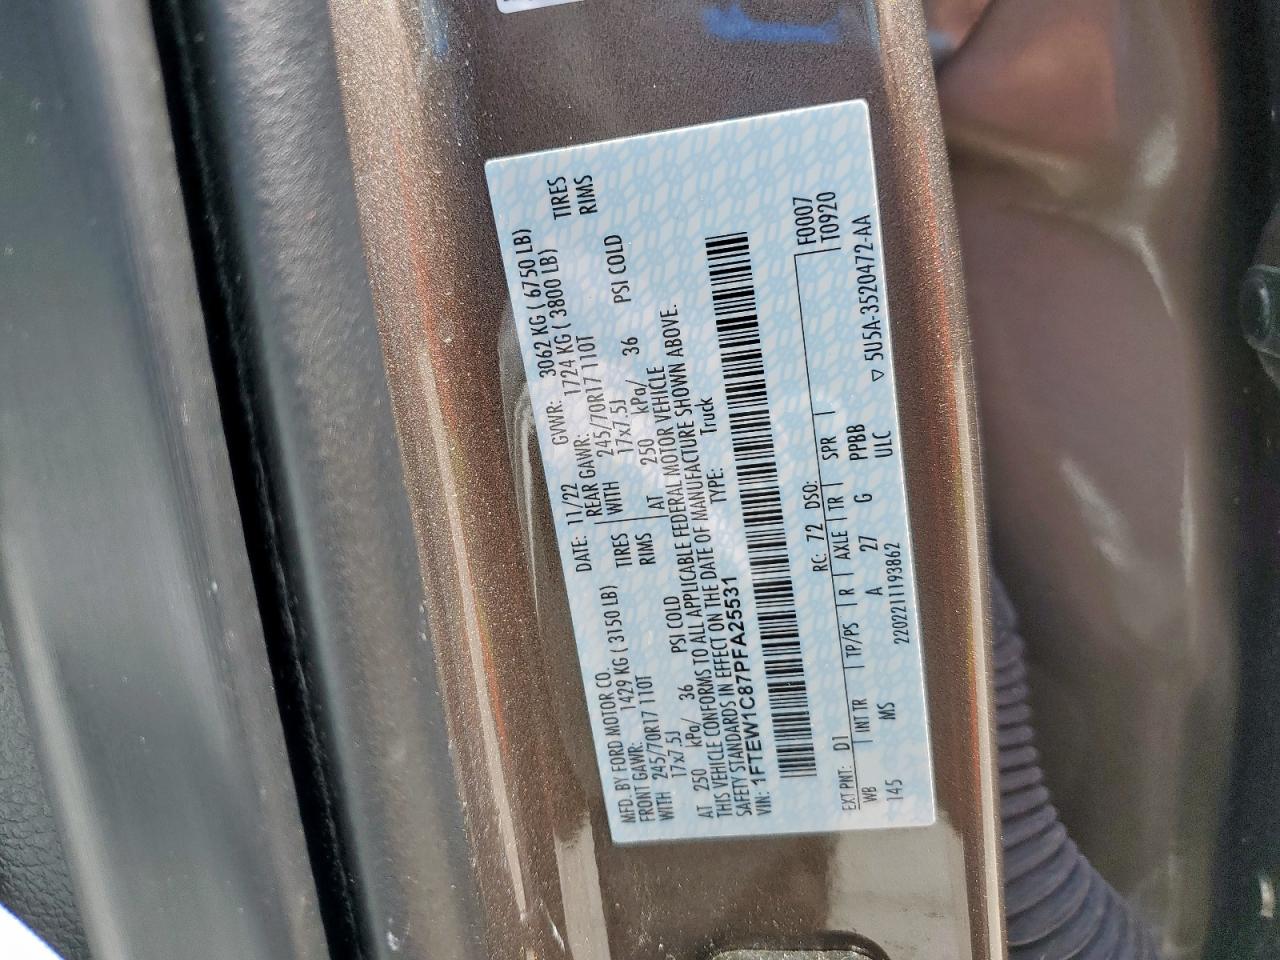 MFD. BY FORD MOTOR CO.
DATE: 11/22 GVWR: 3062 KG ( 6750 LB)
FRONT GAWR: 1429 KG ( 3150 LB) REAR GAWR: 1724 KG ( 3800 LB)
WITH 245/70R17 110T TIRES WITH 245/70R17 110T TIRES
17x7.5J RIMS 17x7.5J RIMS
AT 250 kPa/ 36 PSI COLD AT 250 kPa/ 36 PSI COLD
THIS VEHICLE CONFORMS TO ALL APPLICABLE FEDERAL MOTOR VEHICLE
SAFETY STANDARDS IN EFFECT ON THE DATE OF MANUFACTURE SHOWN ABOVE.
VIN: 1FTEW1C87PFA25531 TYPE: Truck
F0007
T0920
EXT PNT: D1 RC: 72 DSO:
WB INT TR TP/PS R AXLE TR SPR
145 MS A 27 G PPBB
2202211193862 ULC
▽ 5U5A-3520472-AA